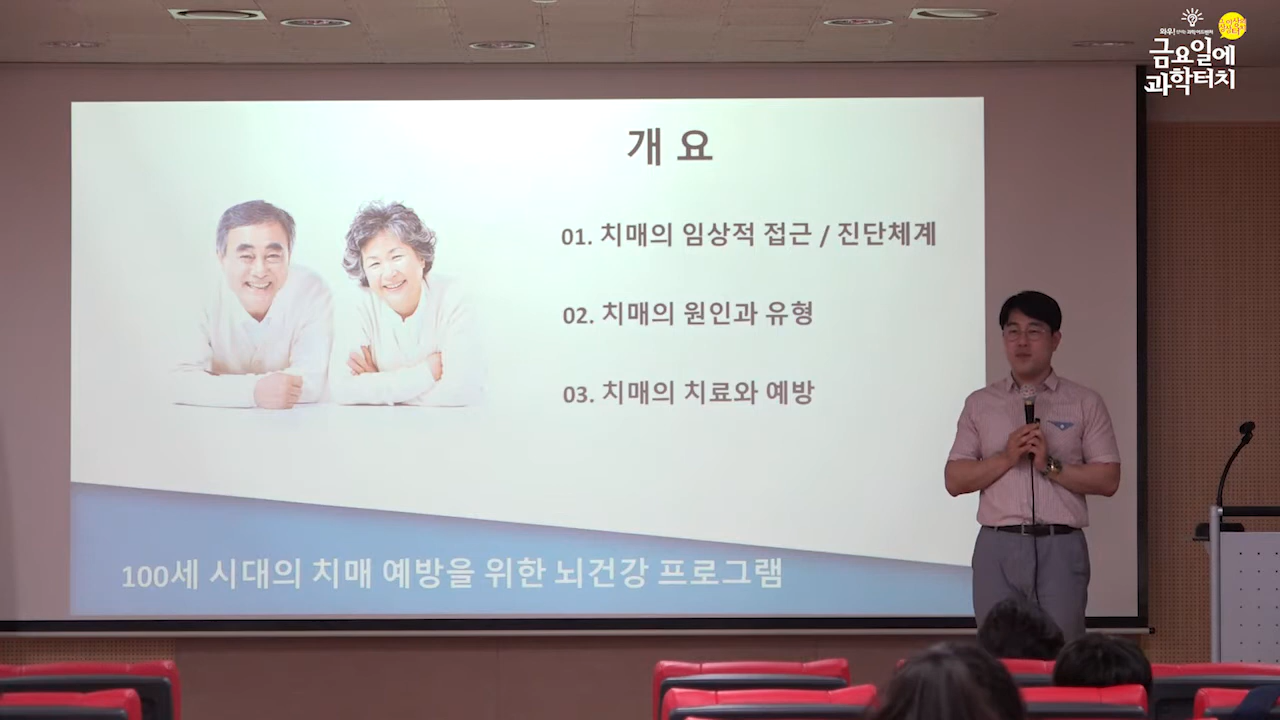 와우!
금요일에
과학터치
개 요
01. 치매의 임상적 접근 / 진단체계
02. 치매의 원인과 유형
03. 치매의 치료와 예방
100세 시대의 치매 예방을 위한 뇌건강 프로그램